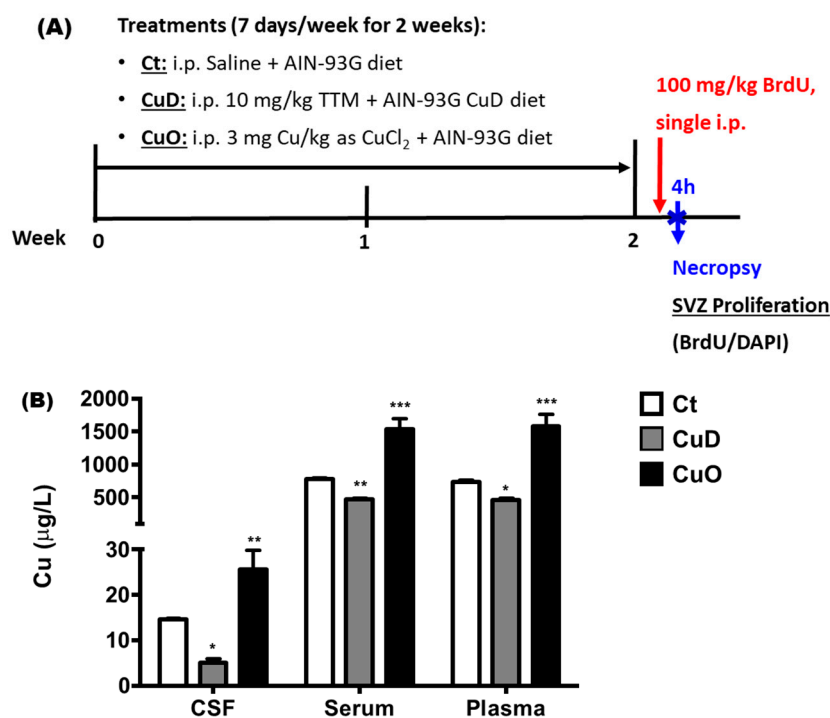 (A) Treatments (7 days/week for 2 weeks):
• Ct: i.p. Saline + AIN-93G diet
• CuD: i.p. 10 mg/kg TTM + AIN-93G CuD diet
• CuO: i.p. 3 mg Cu/kg as CuCl₂ + AIN-93G diet
100 mg/kg BrdU,
single i.p.
4h
Week 0 1 2
Necropsy
SVZ Proliferation
(BrdU/DAPI)
(B)
Cu (µg/L)
2000
1500
1000
500
30
20
10
0
*
**
**
***
*
***
CSF Serum Plasma
Ct
CuD
CuO